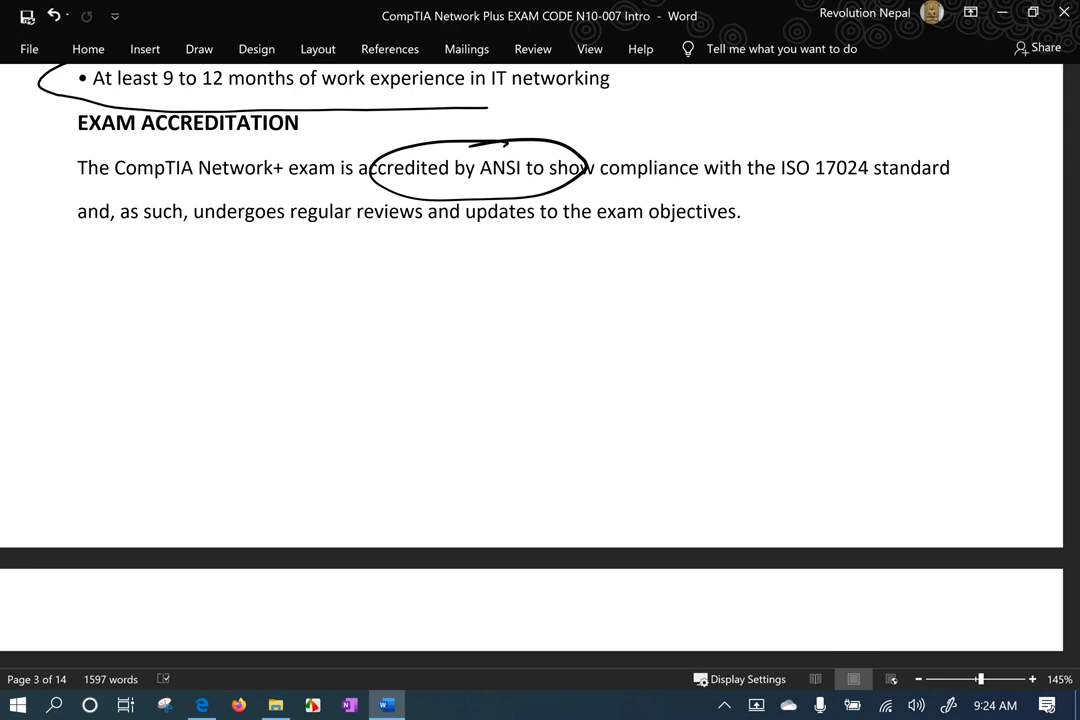 CompTIA Network Plus EXAM CODE N10-007 Intro - Word
Revolution Nepal
File Home Insert Draw Design Layout References Mailings Review View Help Tell me what you want to do Share
• At least 9 to 12 months of work experience in IT networking
EXAM ACCREDITATION
The CompTIA Network+ exam is accredited by ANSI to show compliance with the ISO 17024 standard
and, as such, undergoes regular reviews and updates to the exam objectives.
Page 3 of 14 1597 words Display Settings 145%
9:24 AM